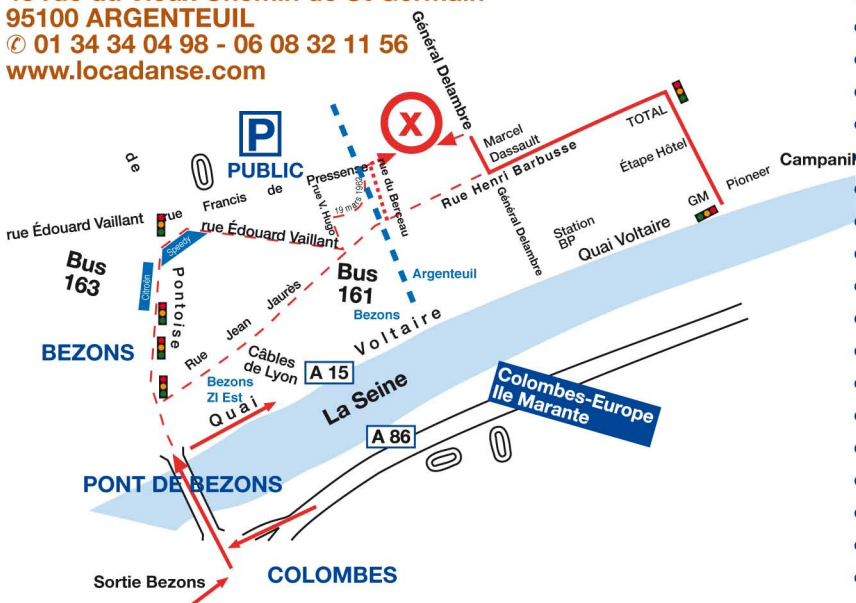 95100 ARGENTEUIL
✆ 01 34 34 04 98 - 06 08 32 11 56
www.locadanse.com
Général Delambre
X
P
PUBLIC
Marcel
Dassault
TOTAL
Étape Hôtel
Pioneer
GM
de
rue
Francis de Pressensé
rue du Berceau
19 mars 1962
rue V. Hugo
Rue Henri Barbusse
Général Delambre
Station
BP
Quai Voltaire
rue Édouard Vaillant
rue Édouard Vaillant
Speedy
Citroën
Pontoise
Bus
163
Bus
161
Argenteuil
Bezons
BEZONS
Rue Jean Jaurès
Câbles
de Lyon
Bezons
ZI Est
Quai Voltaire
A 15
La Seine
A 86
Colombes-Europe
Ile Marante
PONT DE BEZONS
Sortie Bezons
COLOMBES